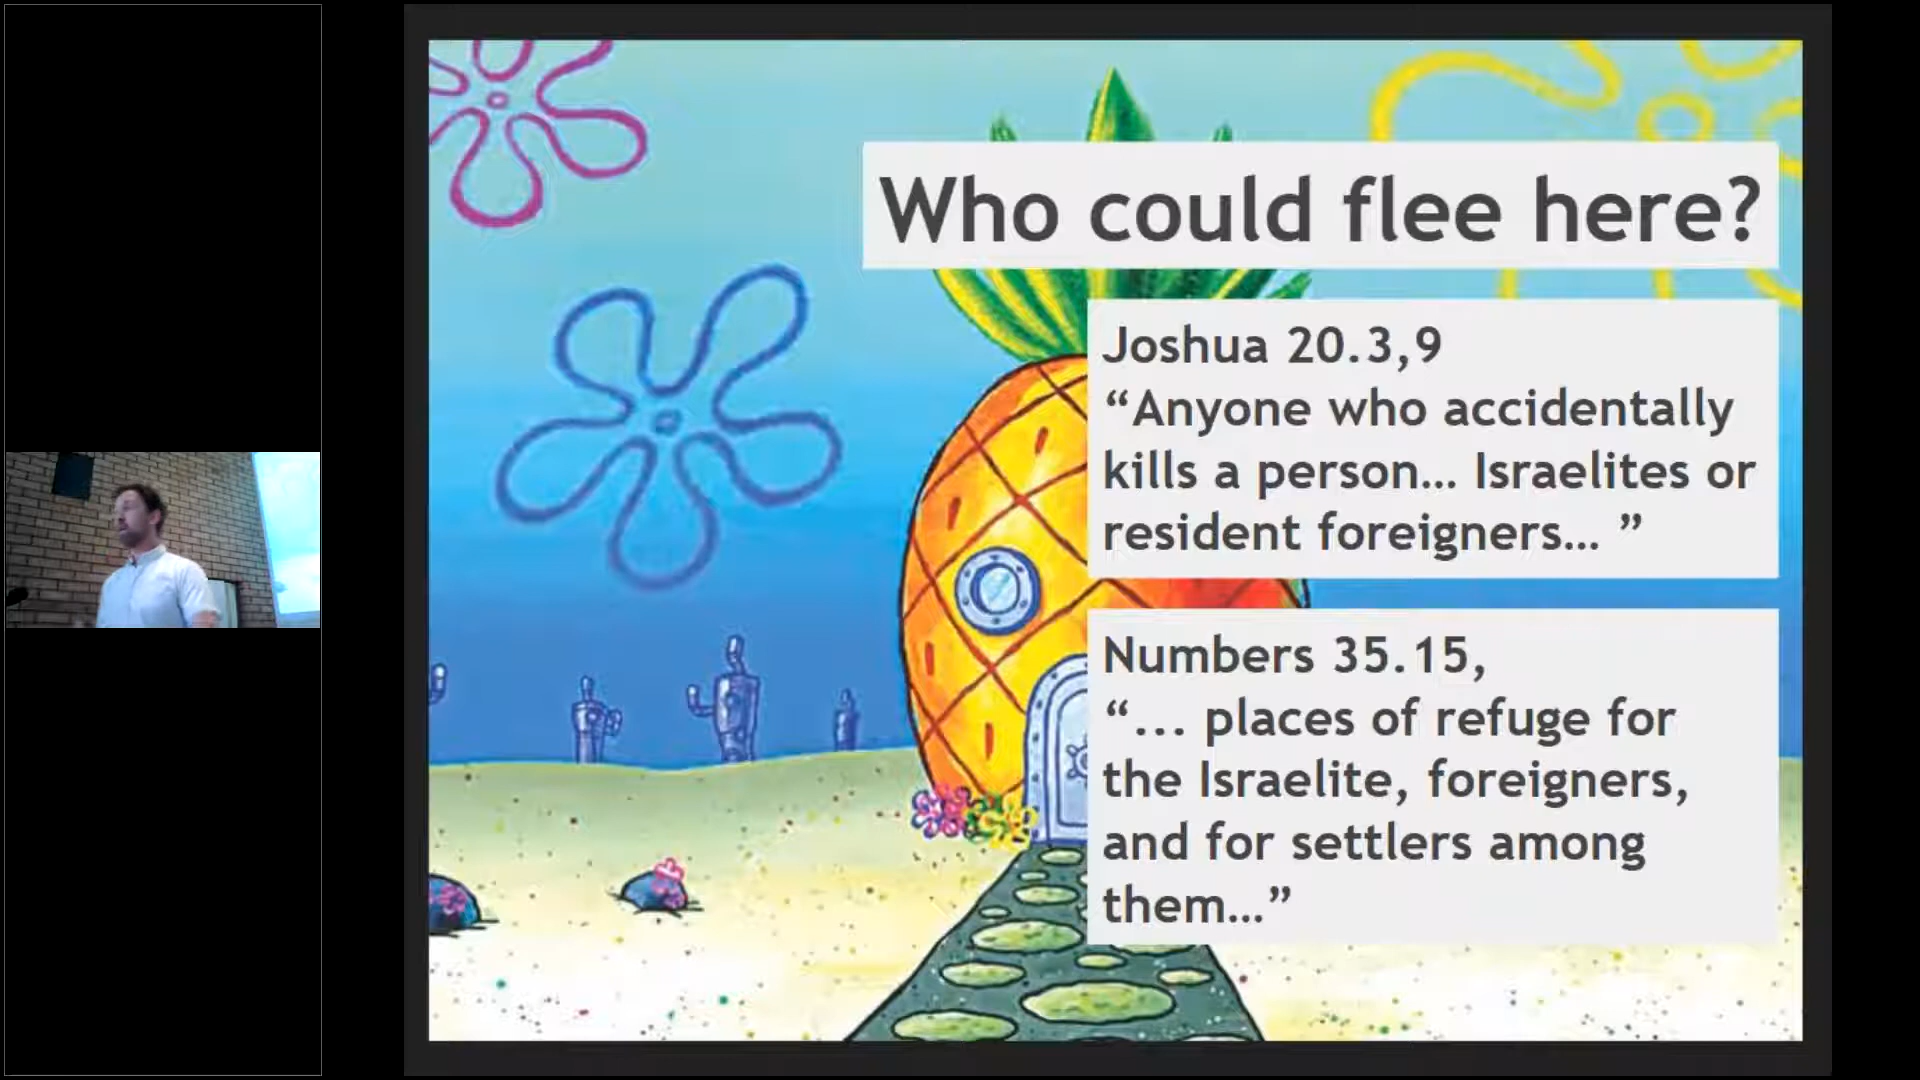 Who could flee here?
Joshua 20.3,9
“Anyone who accidentally
kills a person... Israelites or
resident foreigners... ”
Numbers 35.15,
“... places of refuge for
the Israelite, foreigners,
and for settlers among
them...”